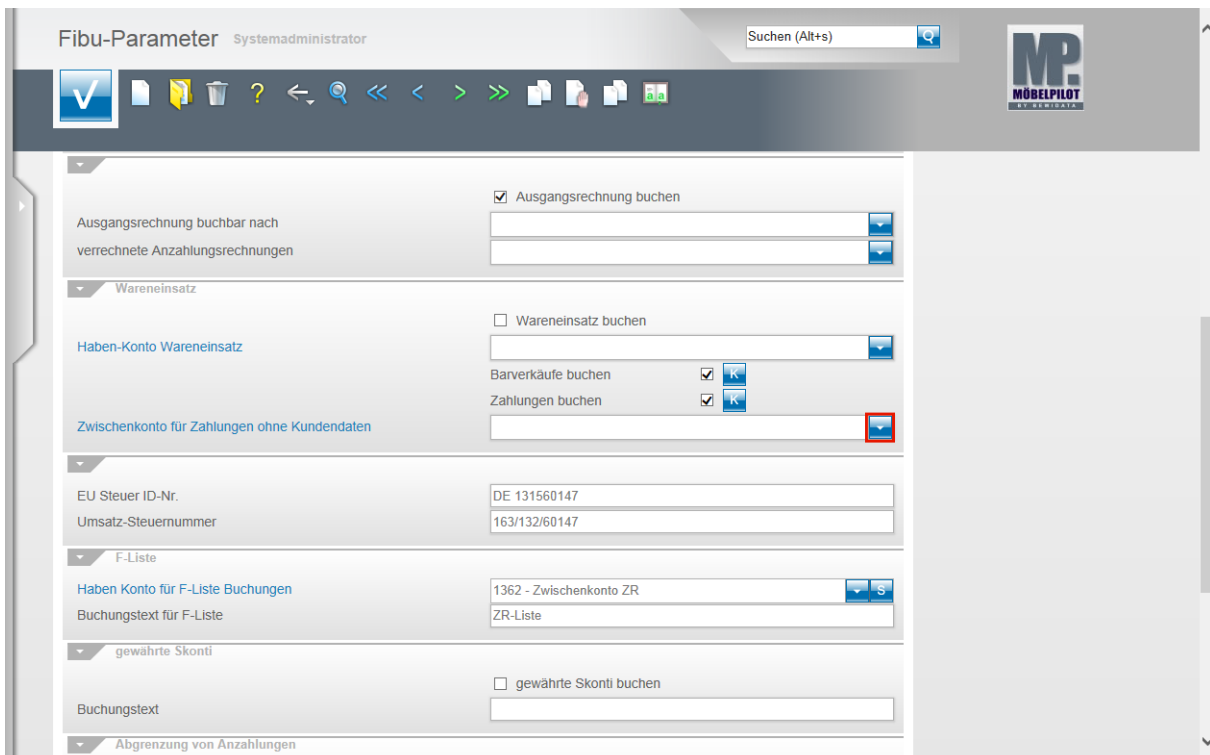 Fibu-Parameter Systemadministrator
Suchen (Alt+s)
MP.
MÖBELPILOT
BY BEWIDATA
Ausgangsrechnung buchen
Ausgangsrechnung buchbar nach
verrechnete Anzahlungsrechnungen
Wareneinsatz
Wareneinsatz buchen
Haben-Konto Wareneinsatz
Barverkäufe buchen K
Zahlungen buchen K
Zwischenkonto für Zahlungen ohne Kundendaten
EU Steuer ID-Nr. DE 131560147
Umsatz-Steuernummer 163/132/60147
F-Liste
Haben Konto für F-Liste Buchungen 1362 - Zwischenkonto ZR S
Buchungstext für F-Liste ZR-Liste
gewährte Skonti
gewährte Skonti buchen
Buchungstext
Abgrenzung von Anzahlungen